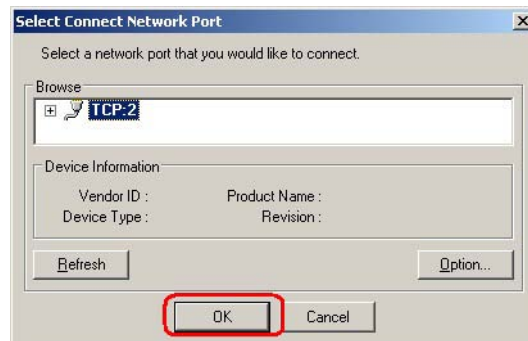 Select Connect Network Port
Select a network port that you would like to connect.
Browse
TCP:2
Device Information
Vendor ID : Product Name :
Device Type : Revision :
Refresh Option...
OK Cancel